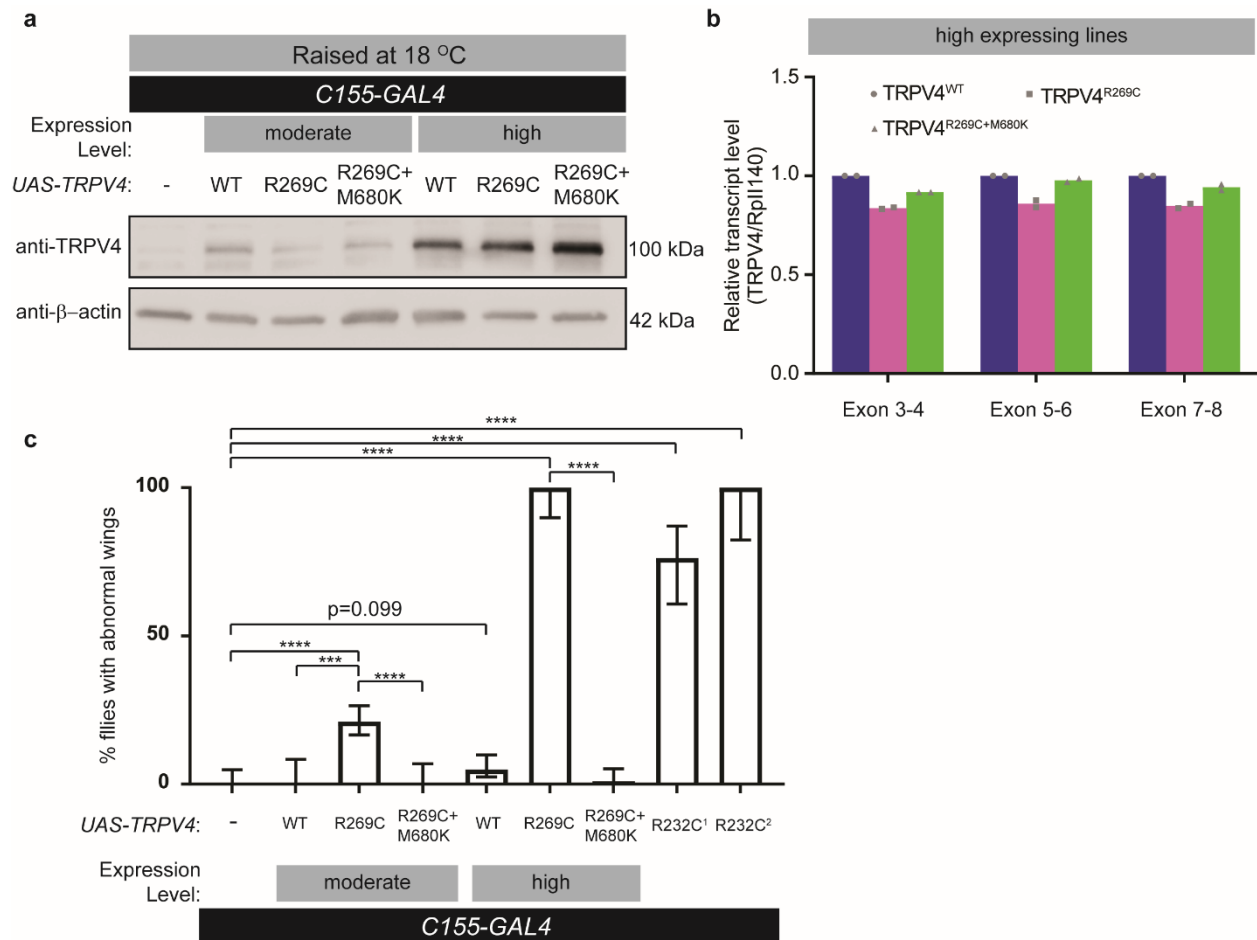 a
Raised at 18 °C
C155-GAL4
Expression Level:
moderate high
UAS-TRPV4: - WT R269C R269C+M680K WT R269C R269C+M680K
anti-TRPV4 100 kDa
anti-β-actin 42 kDa
b
high expressing lines
TRPV4WT TRPV4R269C
TRPV4R269C+M680K
Relative transcript level
(TRPV4/RpII140)
1.5
1.0
0.5
0.0
Exon 3-4 Exon 5-6 Exon 7-8
c
% fllies with abnormal wings
100
50
0
****
****
****
****
p=0.099
****
***
****
UAS-TRPV4: - WT R269C R269C+M680K WT R269C R269C+M680K R232C¹ R232C²
Expression Level:
moderate high
C155-GAL4